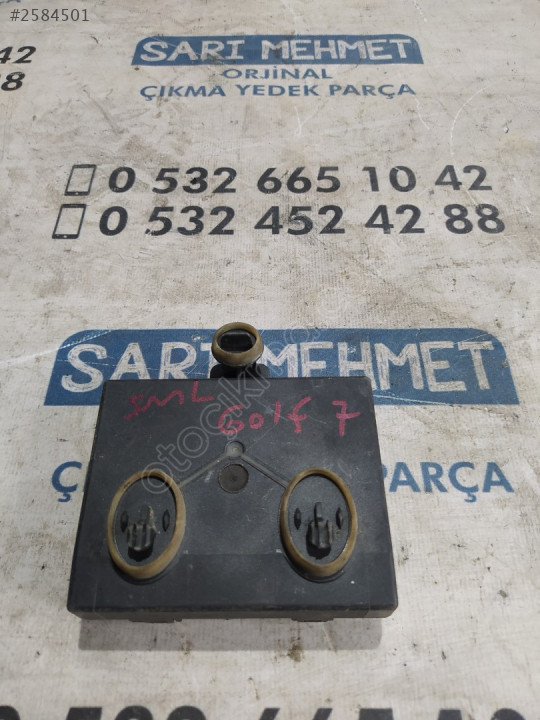 #2584501
42
88
SARI MEHMET
ORJİNAL
ÇIKMA YEDEK PARÇA
0 532 665 10 42
0 532 452 42 88
SARI MEHMET
PARÇA
Golf 7